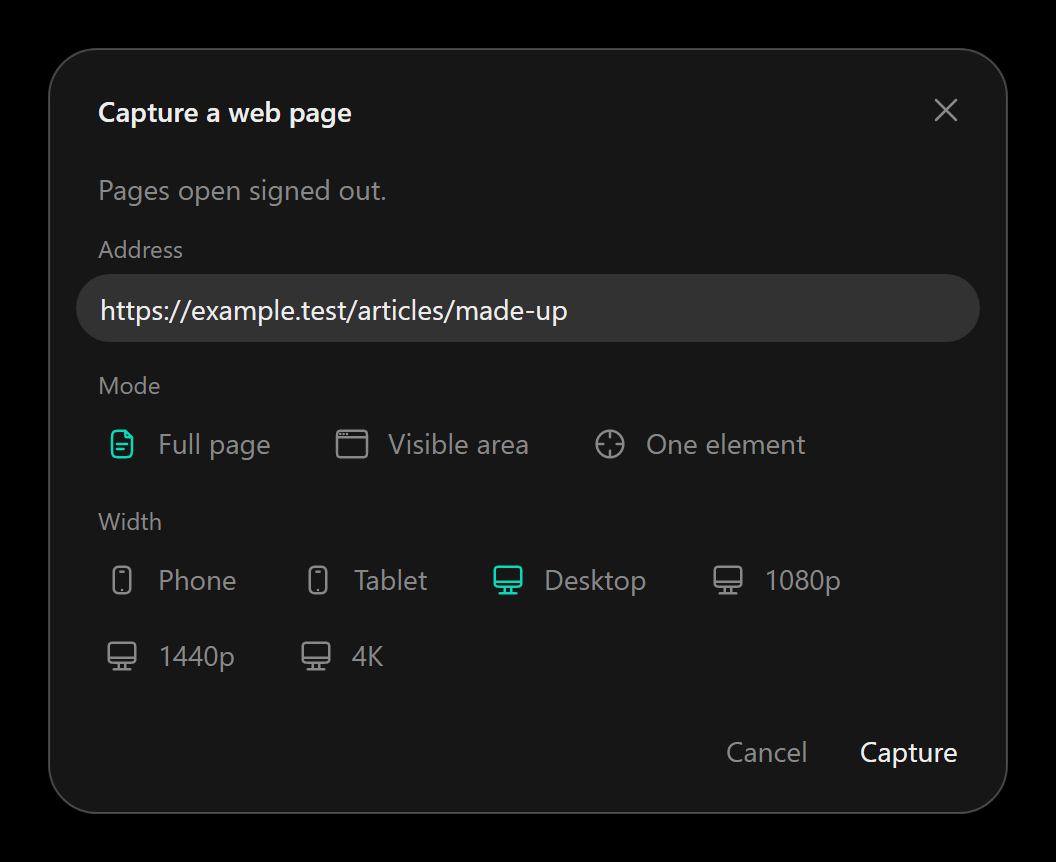 Capture a web page
Pages open signed out.
Address
https://example.test/articles/made-up
Mode
Full page Visible area One element
Width
Phone Tablet Desktop 1080p
1440p 4K
Cancel Capture